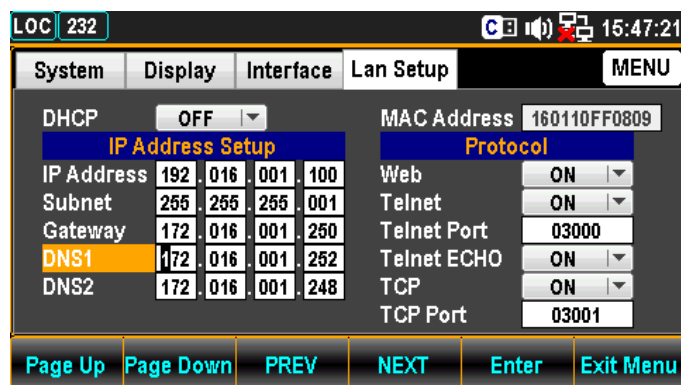 LOC 232 C 15:47:21
System Display Interface Lan Setup MENU
DHCP OFF MAC Address 160110FF0809
IP Address Setup Protocol
IP Address 192 . 016 . 001 . 100 Web ON
Subnet 255 . 255 . 255 . 001 Telnet ON
Gateway 172 . 016 . 001 . 250 Telnet Port 03000
DNS1 172 . 016 . 001 . 252 Telnet ECHO ON
DNS2 172 . 016 . 001 . 248 TCP ON
TCP Port 03001
Page Up Page Down PREV NEXT Enter Exit Menu